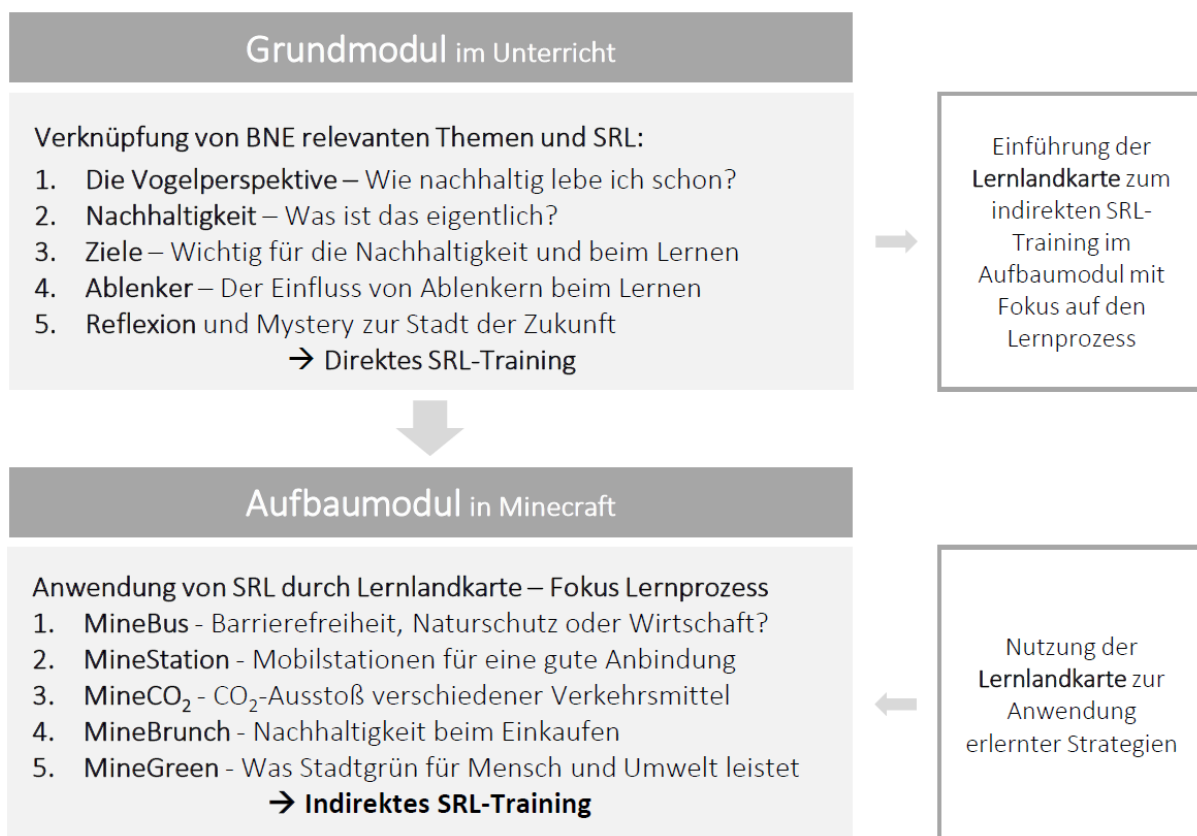 Grundmodul im Unterricht
Verknüpfung von BNE relevanten Themen und SRL:
1. Die Vogelperspektive – Wie nachhaltig lebe ich schon?
2. Nachhaltigkeit – Was ist das eigentlich?
3. Ziele – Wichtig für die Nachhaltigkeit und beim Lernen
4. Ablenker – Der Einfluss von Ablenkern beim Lernen
5. Reflexion und Mystery zur Stadt der Zukunft
→ Direktes SRL-Training
Einführung der
Lernlandkarte zum
indirekten SRL-
Training im
Aufbaumodul mit
Fokus auf den
Lernprozess
Aufbaumodul in Minecraft
Anwendung von SRL durch Lernlandkarte – Fokus Lernprozess
1. MineBus - Barrierefreiheit, Naturschutz oder Wirtschaft?
2. MineStation - Mobilstationen für eine gute Anbindung
3. MineCO₂ - CO₂-Ausstoß verschiedener Verkehrsmittel
4. MineBrunch - Nachhaltigkeit beim Einkaufen
5. MineGreen - Was Stadtgrün für Mensch und Umwelt leistet
→ Indirektes SRL-Training
Nutzung der
Lernlandkarte zur
Anwendung
erlernter Strategien